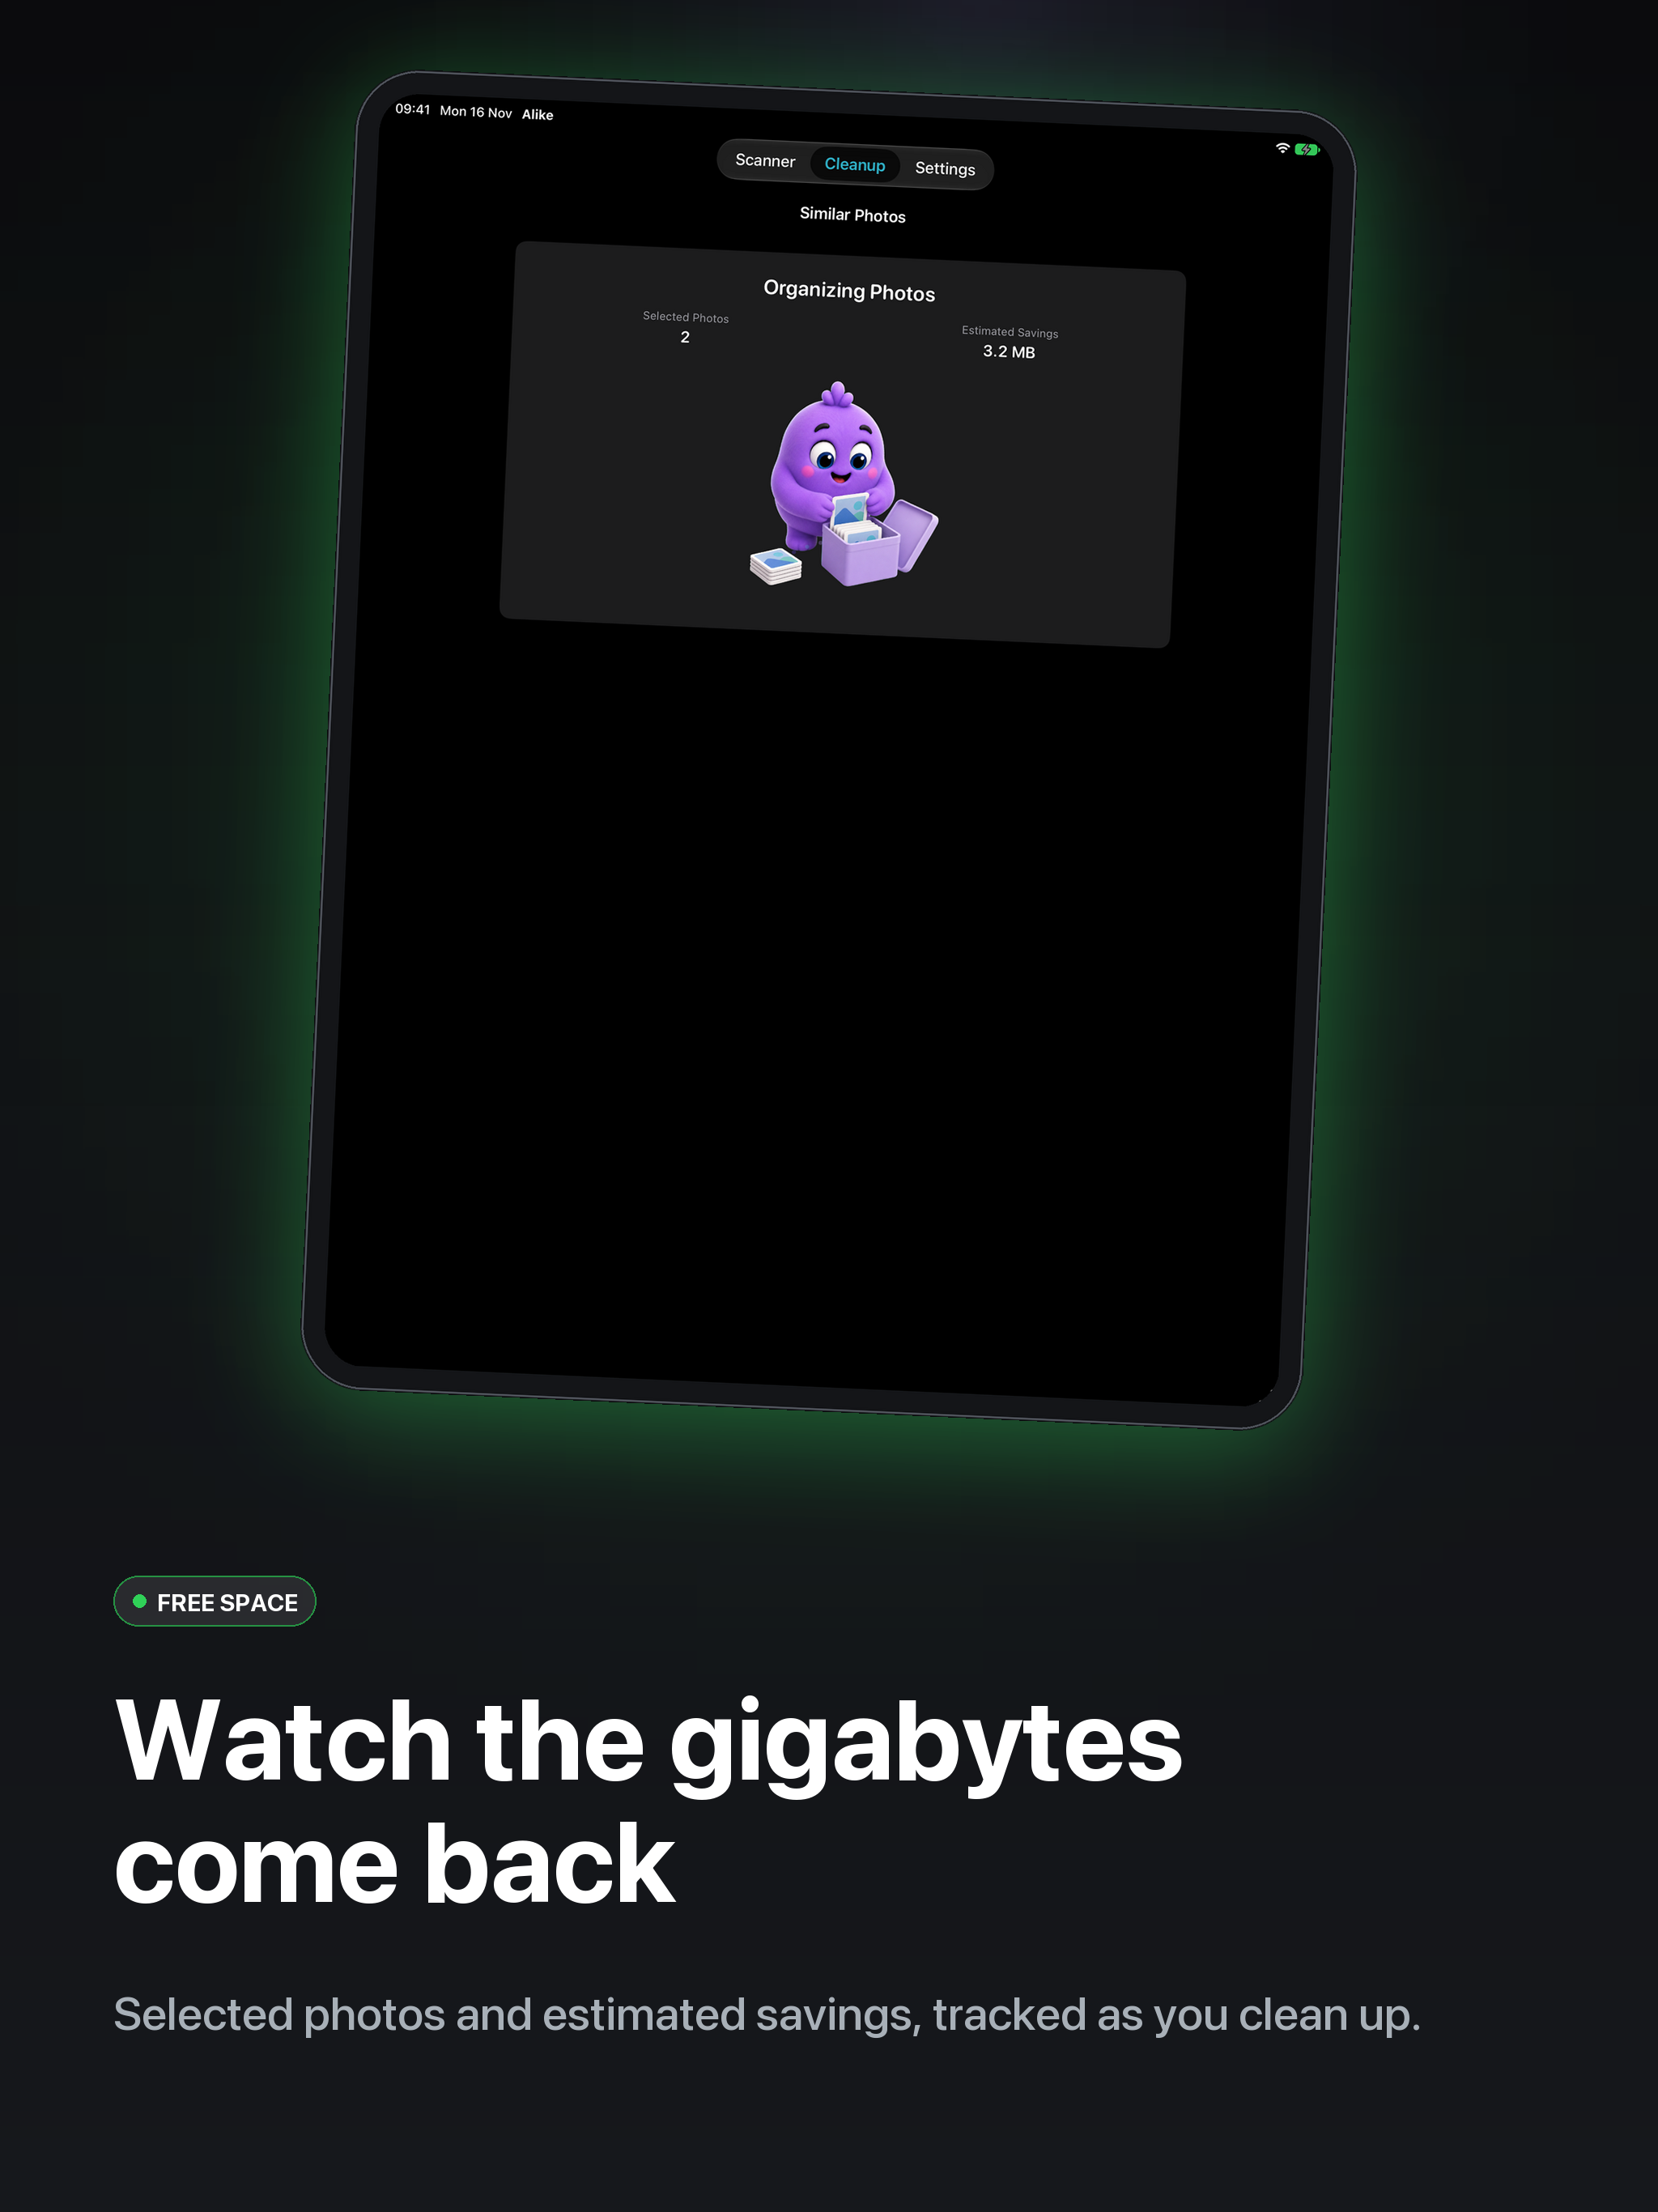 09:41 Mon 16 Nov Alike
Scanner Cleanup Settings
Similar Photos
Organizing Photos
Selected Photos Estimated Savings
2 3.2 MB
FREE SPACE
Watch the gigabytes
come back
Selected photos and estimated savings, tracked as you clean up.